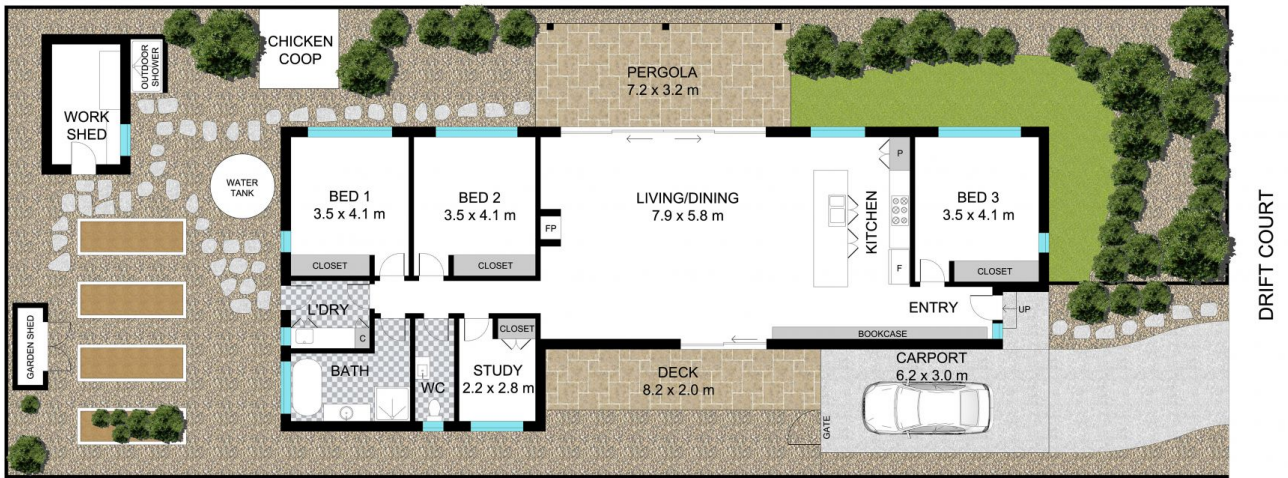 CHICKEN
COOP
OUTDOOR
SHOWER
WORK
SHED
PERGOLA
7.2 x 3.2 m
WATER
TANK
BED 1
3.5 x 4.1 m
BED 2
3.5 x 4.1 m
LIVING/DINING
7.9 x 5.8 m
KITCHEN
P
BED 3
3.5 x 4.1 m
FP
F
CLOSET
CLOSET
CLOSET
DRIFT COURT
L'DRY
ENTRY
UP
BOOKCASE
CLOSET
C
GARDEN SHED
BATH
WC
STUDY
2.2 x 2.8 m
DECK
8.2 x 2.0 m
CARPORT
6.2 x 3.0 m
GATE